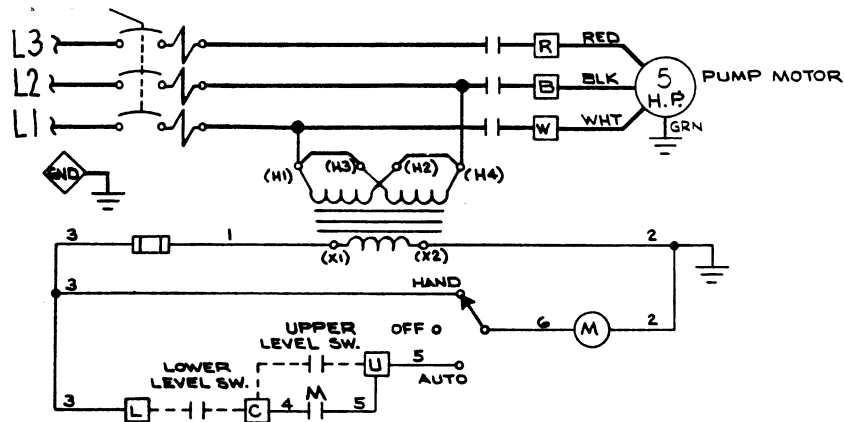 L3 R RED
L2 B BLK 5 H.P. PUMP MOTOR
L1 W WHT GRN
GND (H1) (H3) (H2) (H4)
3 1 (X1) (X2) 2
3 HAND
6 M 2
UPPER LEVEL SW. OFF
LOWER LEVEL SW. U 5 AUTO
3 L C 4 M 5